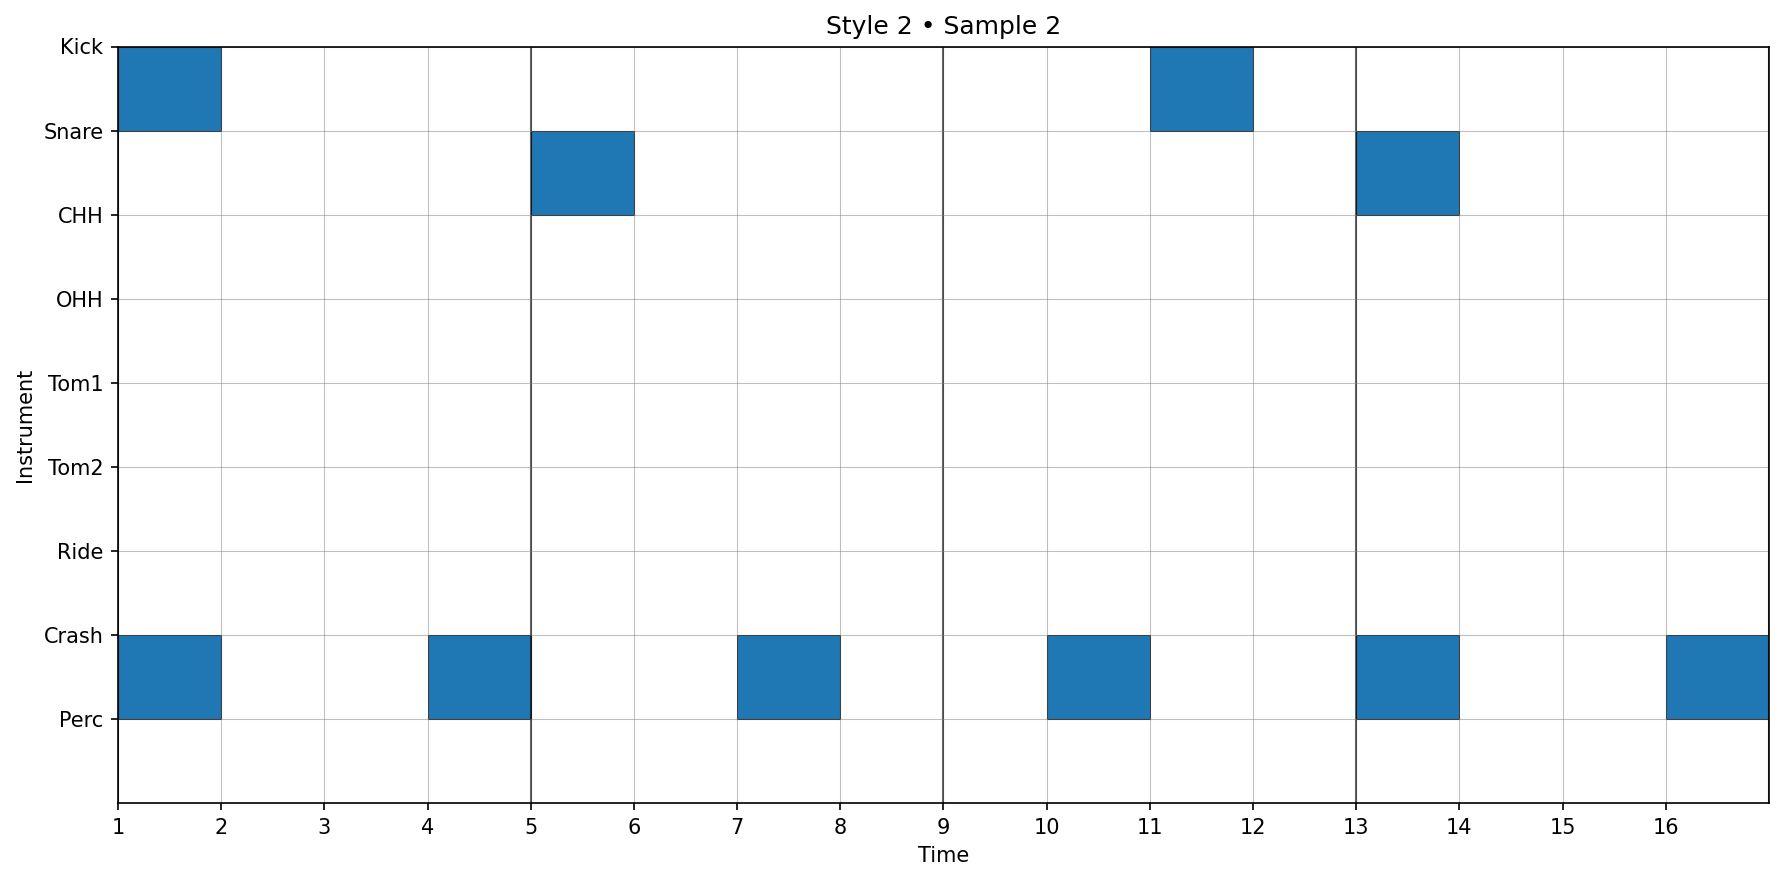 Style 2 • Sample 2
Kick
Snare
CHH
OHH
Tom1
Tom2
Ride
Crash
Perc
Instrument
1 2 3 4 5 6 7 8 9 10 11 12 13 14 15 16
Time